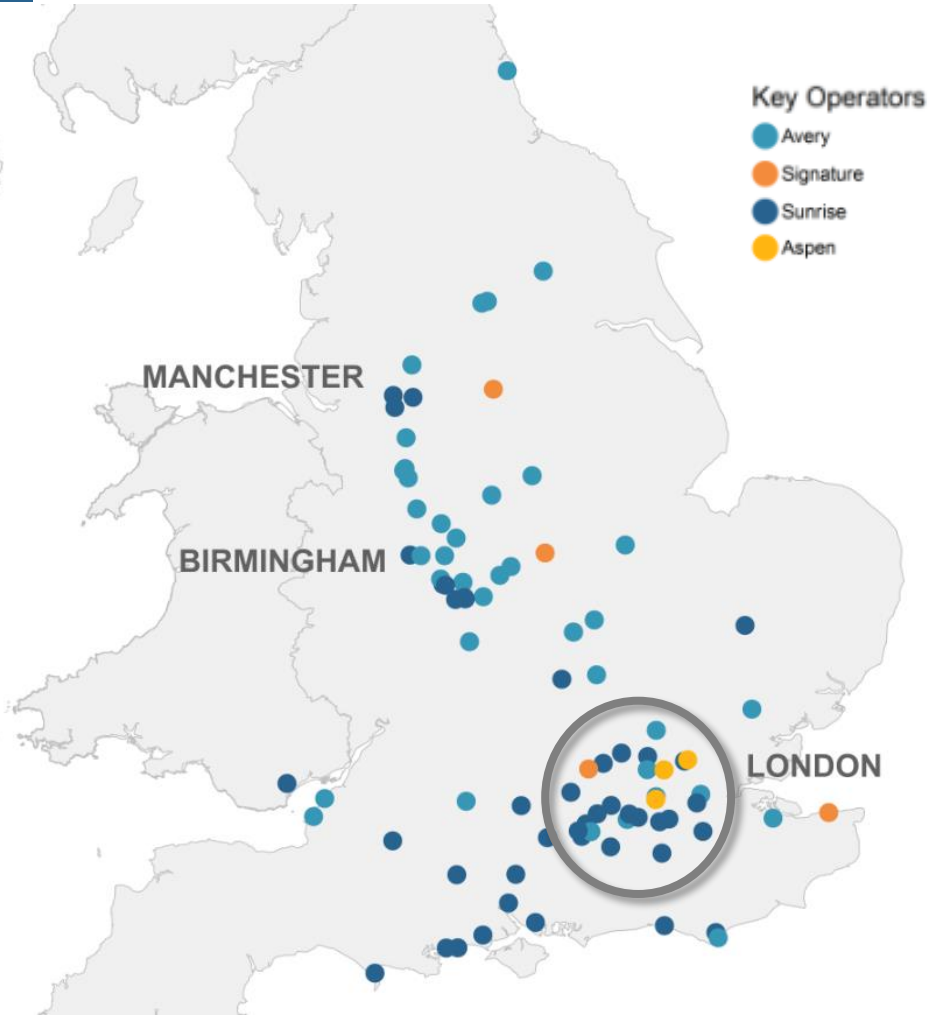 Key Operators
Avery
Signature
Sunrise
Aspen
MANCHESTER
BIRMINGHAM
LONDON